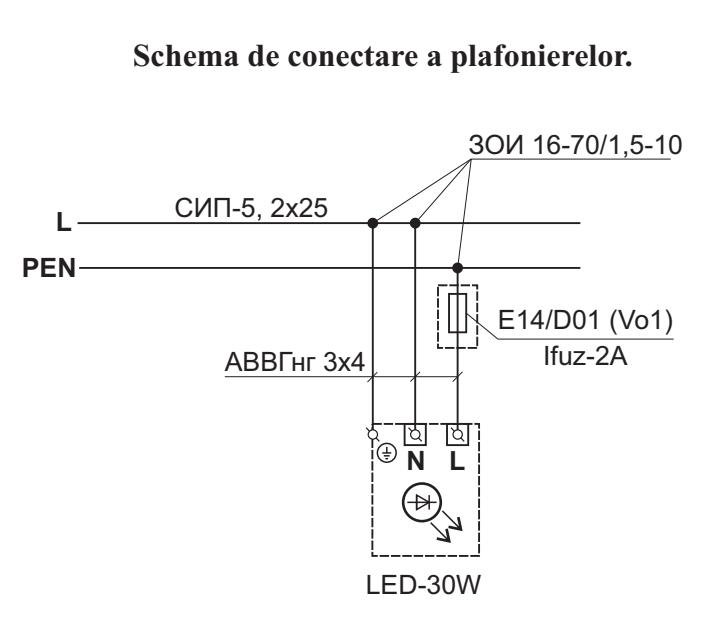 Schema de conectare a plafonierelor.
ЗОИ 16-70/1,5-10
СИП-5, 2x25
L
PEN
E14/D01 (Vo1)
Ifuz-2A
АВВГнг 3x4
N L
LED-30W